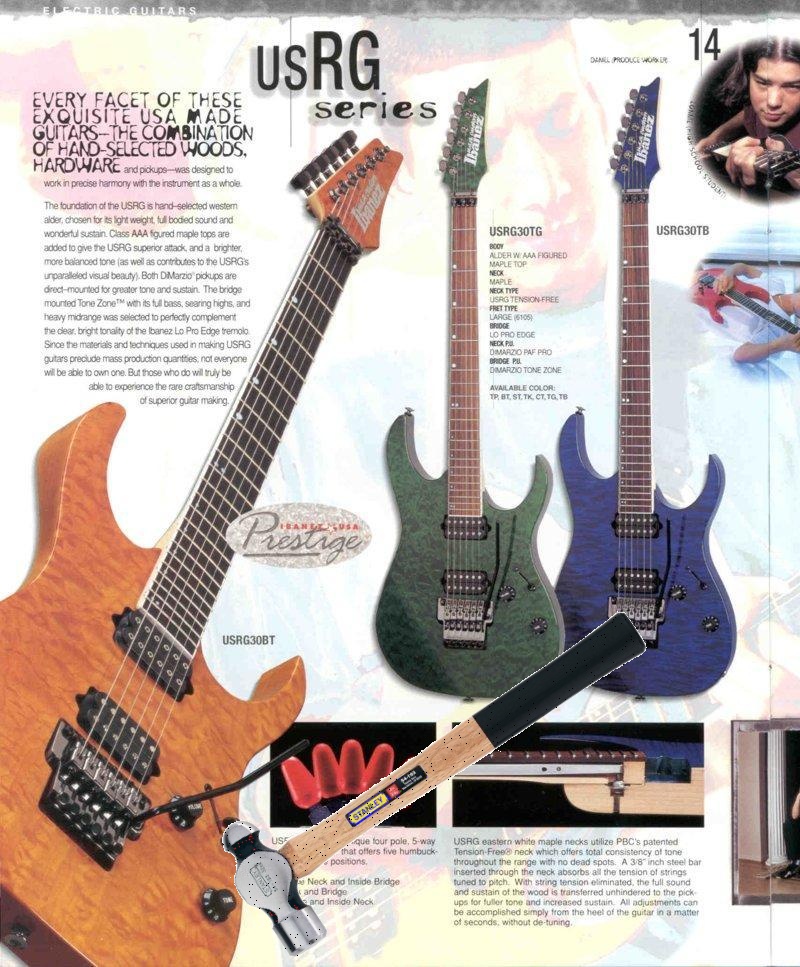 ELECTRIC GUITARS
USRG
series
14
DANIEL (PRODUCE WORKER)
EVERY FACET OF THESE
EXQUISITE USA MADE
GUITARS—THE COMBINATION
OF HAND-SELECTED WOODS,
HARDWARE and pickups—was designed to
work in precise harmony with the instrument as a whole.
The foundation of the USRG is hand–selected western
alder, chosen for its light weight, full bodied sound and
wonderful sustain. Class AAA figured maple tops are
added to give the USRG superior attack, and a brighter,
more balanced tone (as well as contributes to the USRG's
unparalleled visual beauty). Both DiMarzio® pickups are
direct–mounted for greater tone and sustain. The bridge
mounted Tone Zone™ with its full bass, searing highs, and
heavy midrange was selected to perfectly complement
the clear, bright tonality of the Ibanez Lo Pro Edge tremolo.
Since the materials and techniques used in making USRG
guitars preclude mass production quantities, not everyone
will be able to own one. But those who do will truly be
able to experience the rare craftsmanship
of superior guitar making.
Ibanez
Ibanez
Ibanez
USRG30TG
BODY
ALDER W/ AAA FIGURED
MAPLE TOP
NECK
MAPLE
NECK TYPE
USRG TENSION-FREE
FRET TYPE
LARGE (6105)
BRIDGE
LO PRO EDGE
NECK P.U.
DIMARZIO PAF PRO
BRIDGE P.U.
DIMARZIO TONE ZONE
AVAILABLE COLOR:
TP, BT, ST, TK, CT, TG, TB
USRG30TB
IBANEZ USA
Prestige
USRG30BT
VOLUME
TONE
STANLEY
que four pole, 5-way
that offers five humbuck-
positions.
Neck and Inside Bridge
and Bridge
and Inside Neck
USRG eastern white maple necks utilize PBC's patented
Tension-Free® neck which offers total consistency of tone
throughout the range with no dead spots. A 3/8" inch steel bar
inserted through the neck absorbs all the tension of strings
tuned to pitch. With string tension eliminated, the full sound
and sustain of the wood is transferred unhindered to the pick-
ups for fuller tone and increased sustain. All adjustments can
be accomplished simply from the heel of the guitar in a matter
of seconds, without de-tuning.